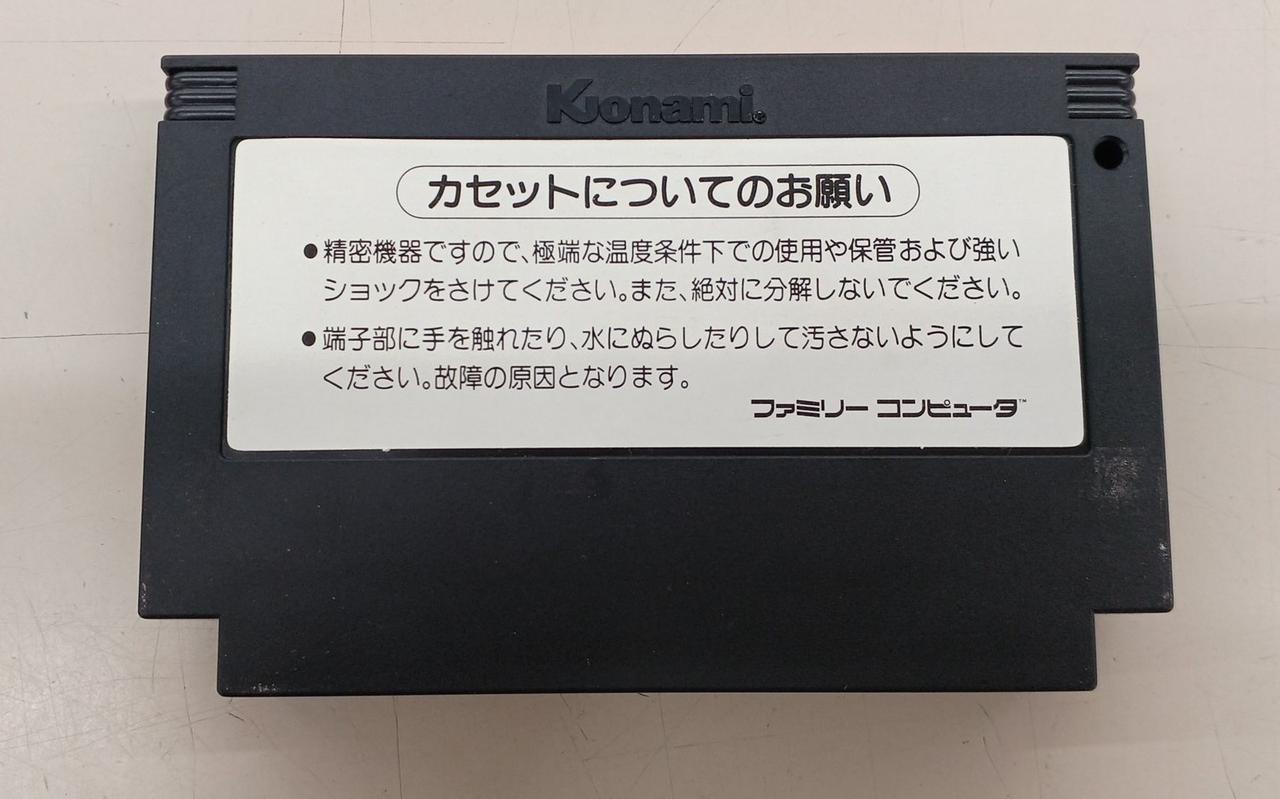 Konami.
カセットについてのお願い
●精密機器ですので、極端な温度条件下での使用や保管および強い
ショックをさけてください。また、絶対に分解しないでください。
●端子部に手を触れたり、水にぬらしたりして汚さないようにして
ください。故障の原因となります。
ファミリー コンピュータ™